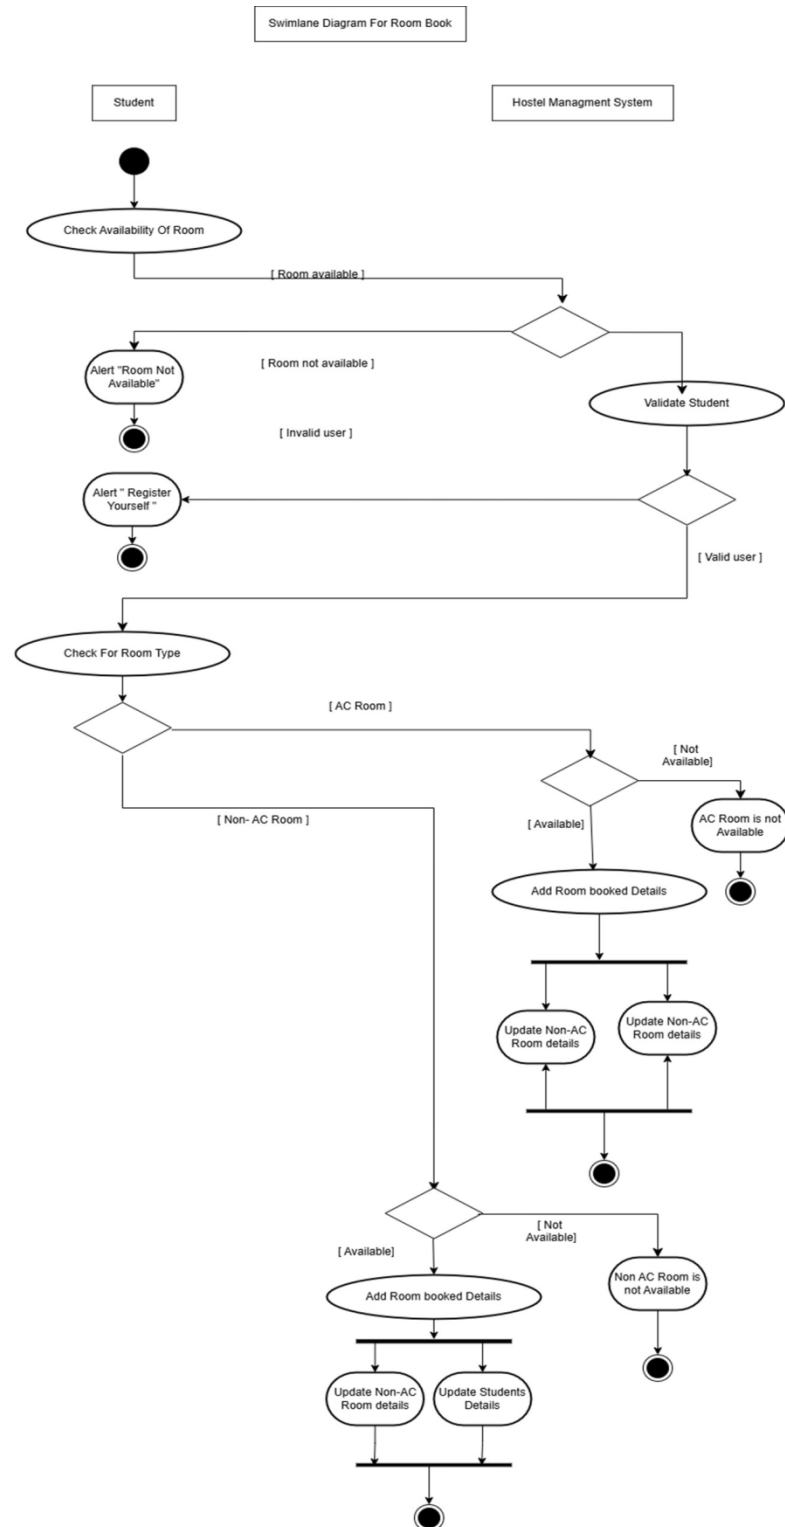 Swimlane Diagram For Room Book
Student
Hostel Managment System
Check Availability Of Room
[ Room available ]
Alert "Room Not
Available"
[ Room not available ]
Validate Student
[ Invalid user ]
Alert " Register
Yourself "
[ Valid user ]
Check For Room Type
[ AC Room ]
[ Not
Available]
[ Non- AC Room ]
[ Available]
AC Room is not
Available
Add Room booked Details
Update Non-AC
Room details
Update Non-AC
Room details
[ Not
Available]
[ Available]
Non AC Room is
not Available
Add Room booked Details
Update Non-AC
Room details
Update Students
Details